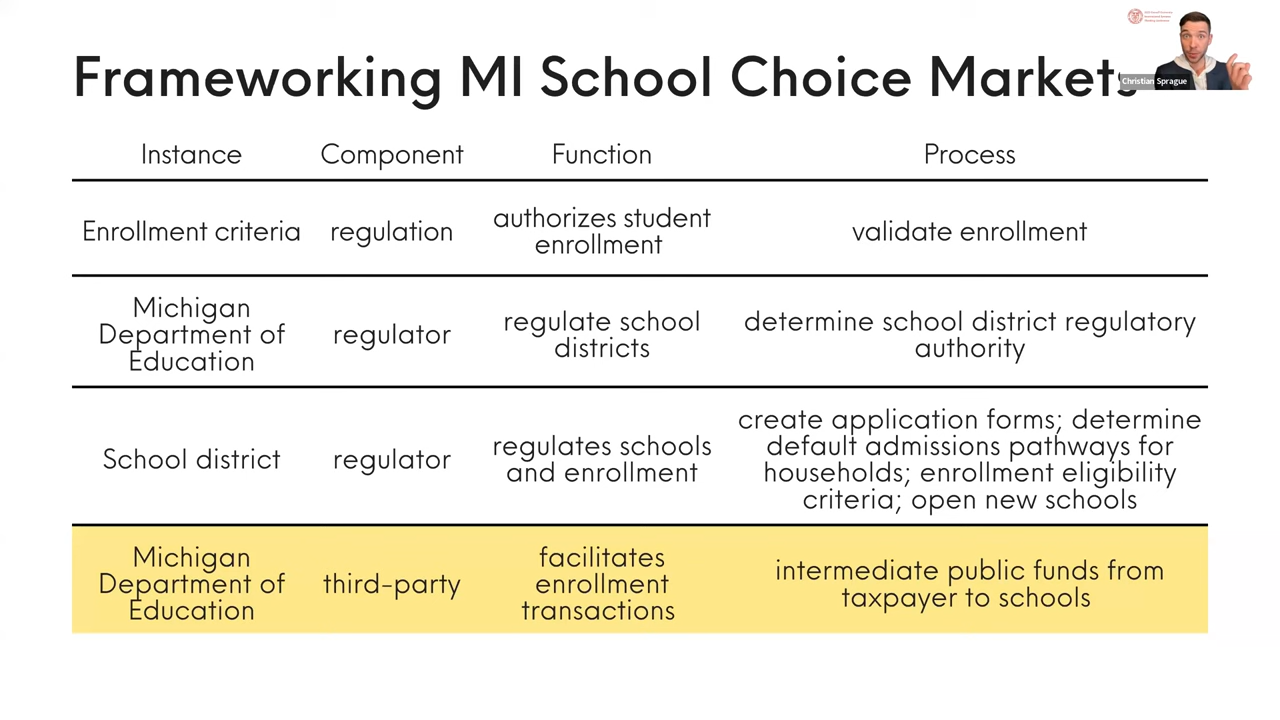 Frameworking MI School Choice Markets
Christian Sprague
Instance Component Function Process
Enrollment criteria regulation authorizes student enrollment validate enrollment
Michigan Department of Education regulator regulate school districts determine school district regulatory authority
School district regulator regulates schools and enrollment create application forms; determine default admissions pathways for households; enrollment eligibility criteria; open new schools
Michigan Department of Education third-party facilitates enrollment transactions intermediate public funds from taxpayer to schools